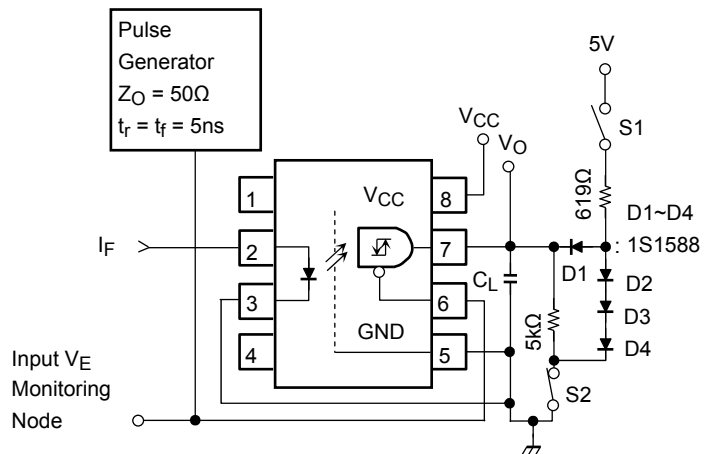 Pulse
Generator
ZO = 50Ω
tr = tf = 5ns
5V
S1
VCC
VO
619Ω
D1~D4
: 1S1588
1
VCC
8
IF
2
7
D1
CL
D2
3
6
5kΩ
D3
GND
4
5
D4
S2
Input VE
Monitoring
Node